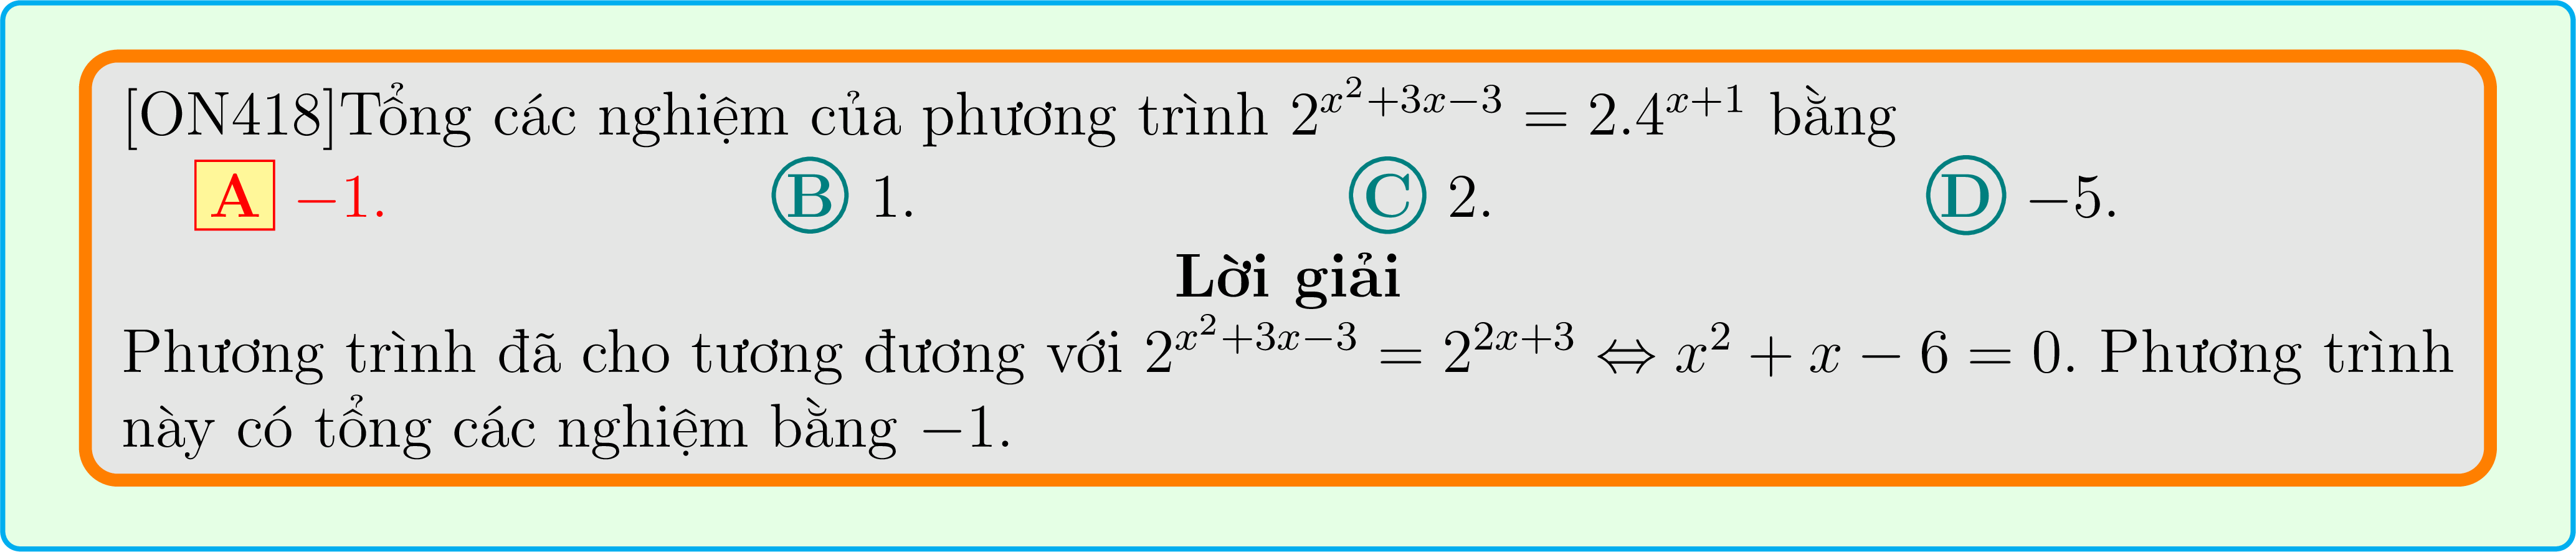 [ON418]Tổng các nghiệm của phương trình $2^{x^2+3x-3} = 2.4^{x+1}$ bằng
A −1. B 1. C 2. D −5.
Lời giải
Phương trình đã cho tương đương với $2^{x^2+3x-3} = 2^{2x+3} \Leftrightarrow x^2 + x - 6 = 0$. Phương trình
này có tổng các nghiệm bằng −1.